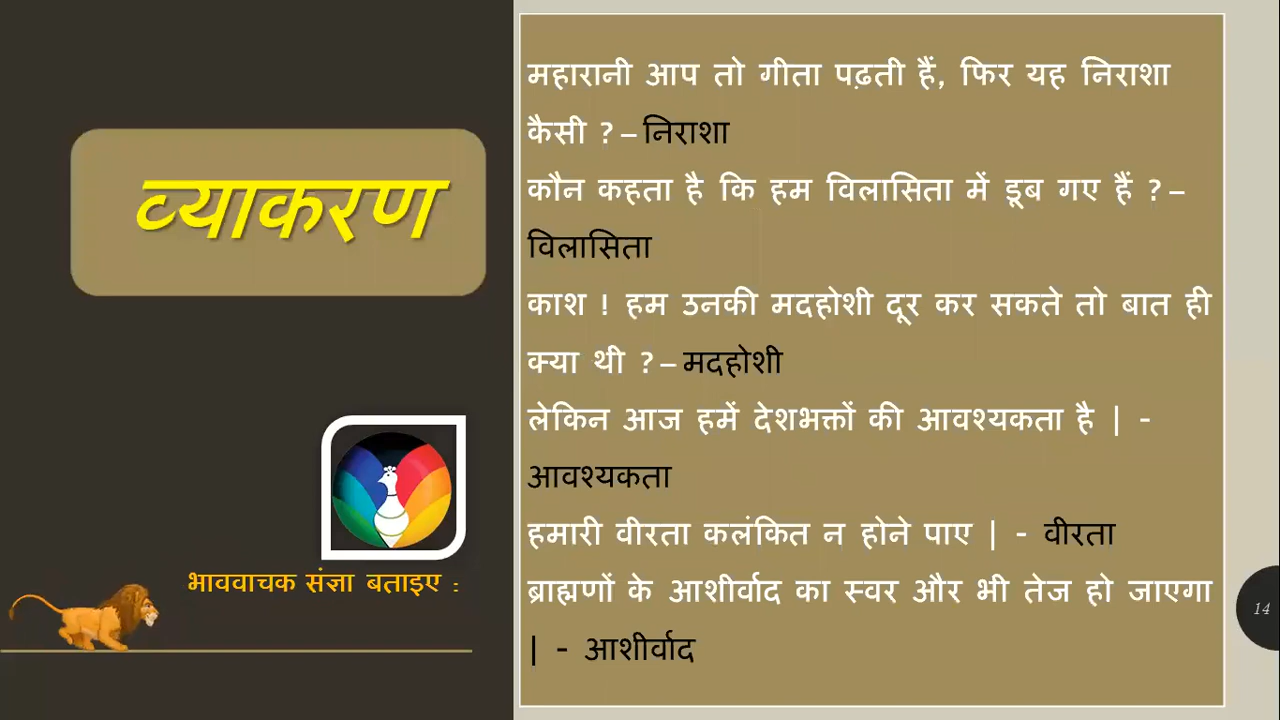 व्याकरण
भाववाचक संज्ञा बताइए :
महारानी आप तो गीता पढ़ती हैं, फिर यह निराशा
कैसी ? – निराशा
कौन कहता है कि हम विलासिता में डूब गए हैं ? –
विलासिता
काश ! हम उनकी मदहोशी दूर कर सकते तो बात ही
क्या थी ? – मदहोशी
लेकिन आज हमें देशभक्तों की आवश्यकता है | -
आवश्यकता
हमारी वीरता कलंकित न होने पाए | - वीरता
ब्राह्मणों के आशीर्वाद का स्वर और भी तेज हो जाएगा
| - आशीर्वाद
14